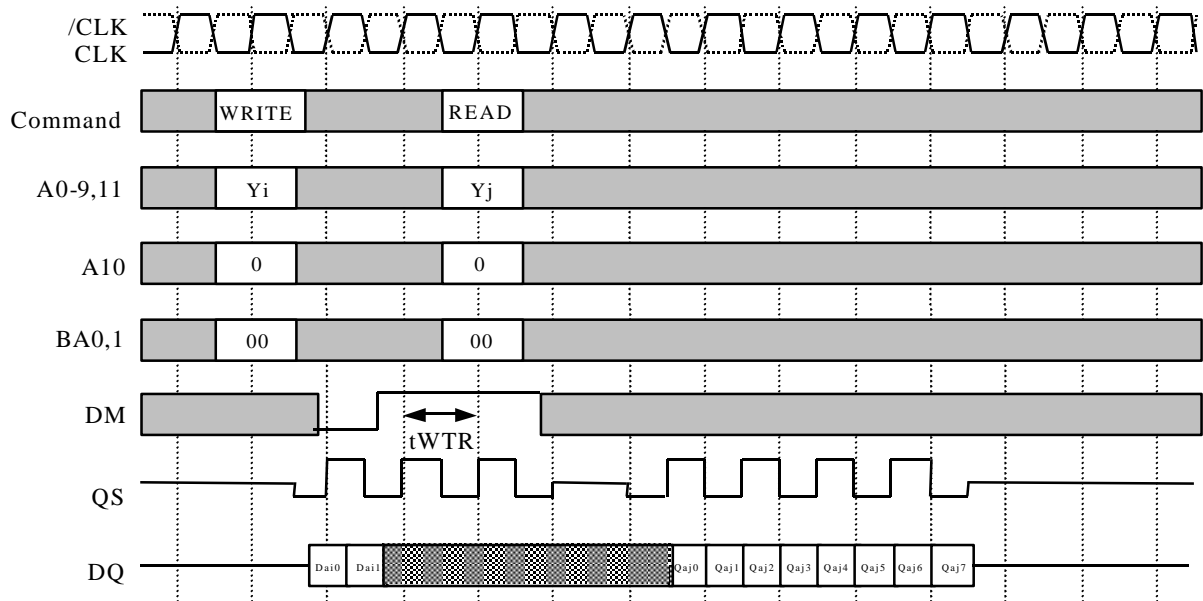 /CLK
CLK
Command WRITE READ
A0-9,11 Yi Yj
A10 0 0
BA0,1 00 00
DM
tWTR
QS
DQ Dai0 Dai1 Qaj0 Qaj1 Qaj2 Qaj3 Qaj4 Qaj5 Qaj6 Qaj7